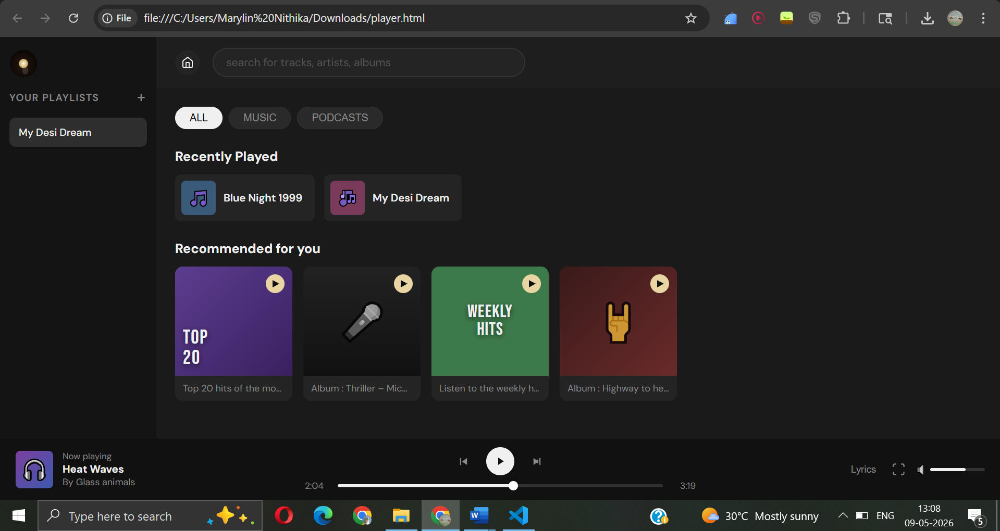 File
file:///C:/Users/Marylin%20Nithika/Downloads/player.html
search for tracks, artists, albums
YOUR PLAYLISTS
+
My Desi Dream
ALL
MUSIC
PODCASTS
Recently Played
Blue Night 1999
My Desi Dream
Recommended for you
TOP
20
WEEKLY
HITS
Top 20 hits of the mo...
Album : Thriller – Mic...
Listen to the weekly h...
Album : Highway to he...
Now playing
Heat Waves
By Glass animals
2:04
3:19
Lyrics
Type here to search
30°C Mostly sunny
ENG
13:08
09-05-2026
5